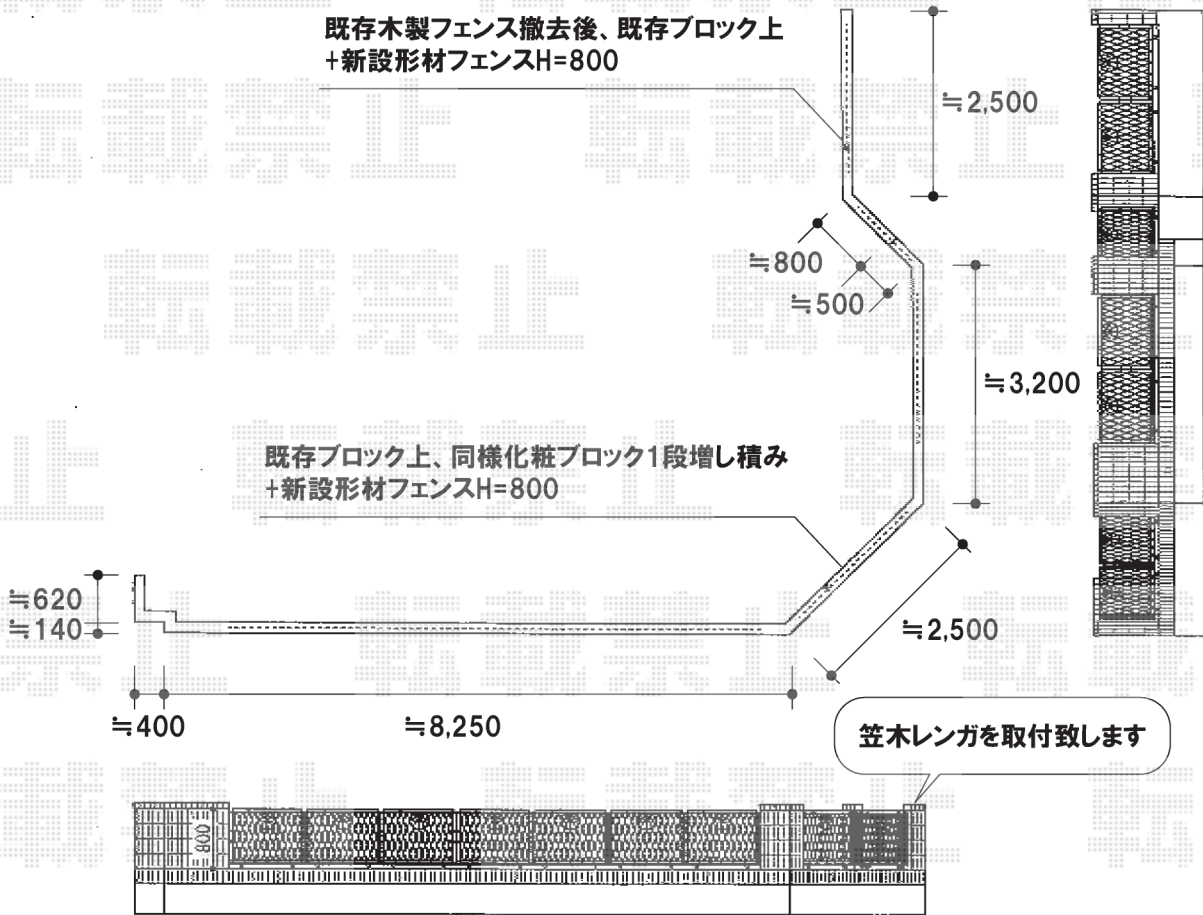 既存木製フェンス撤去後、既存ブロック上
+新設形材フェンスH=800
≒2,500
≒800
≒500
≒3,200
既存ブロック上、同様化粧ブロック1段増し積み
+新設形材フェンスH=800
≒620
≒140
≒2,500
≒400
≒8,250
笠木レンガを取付致します
800
転載禁止